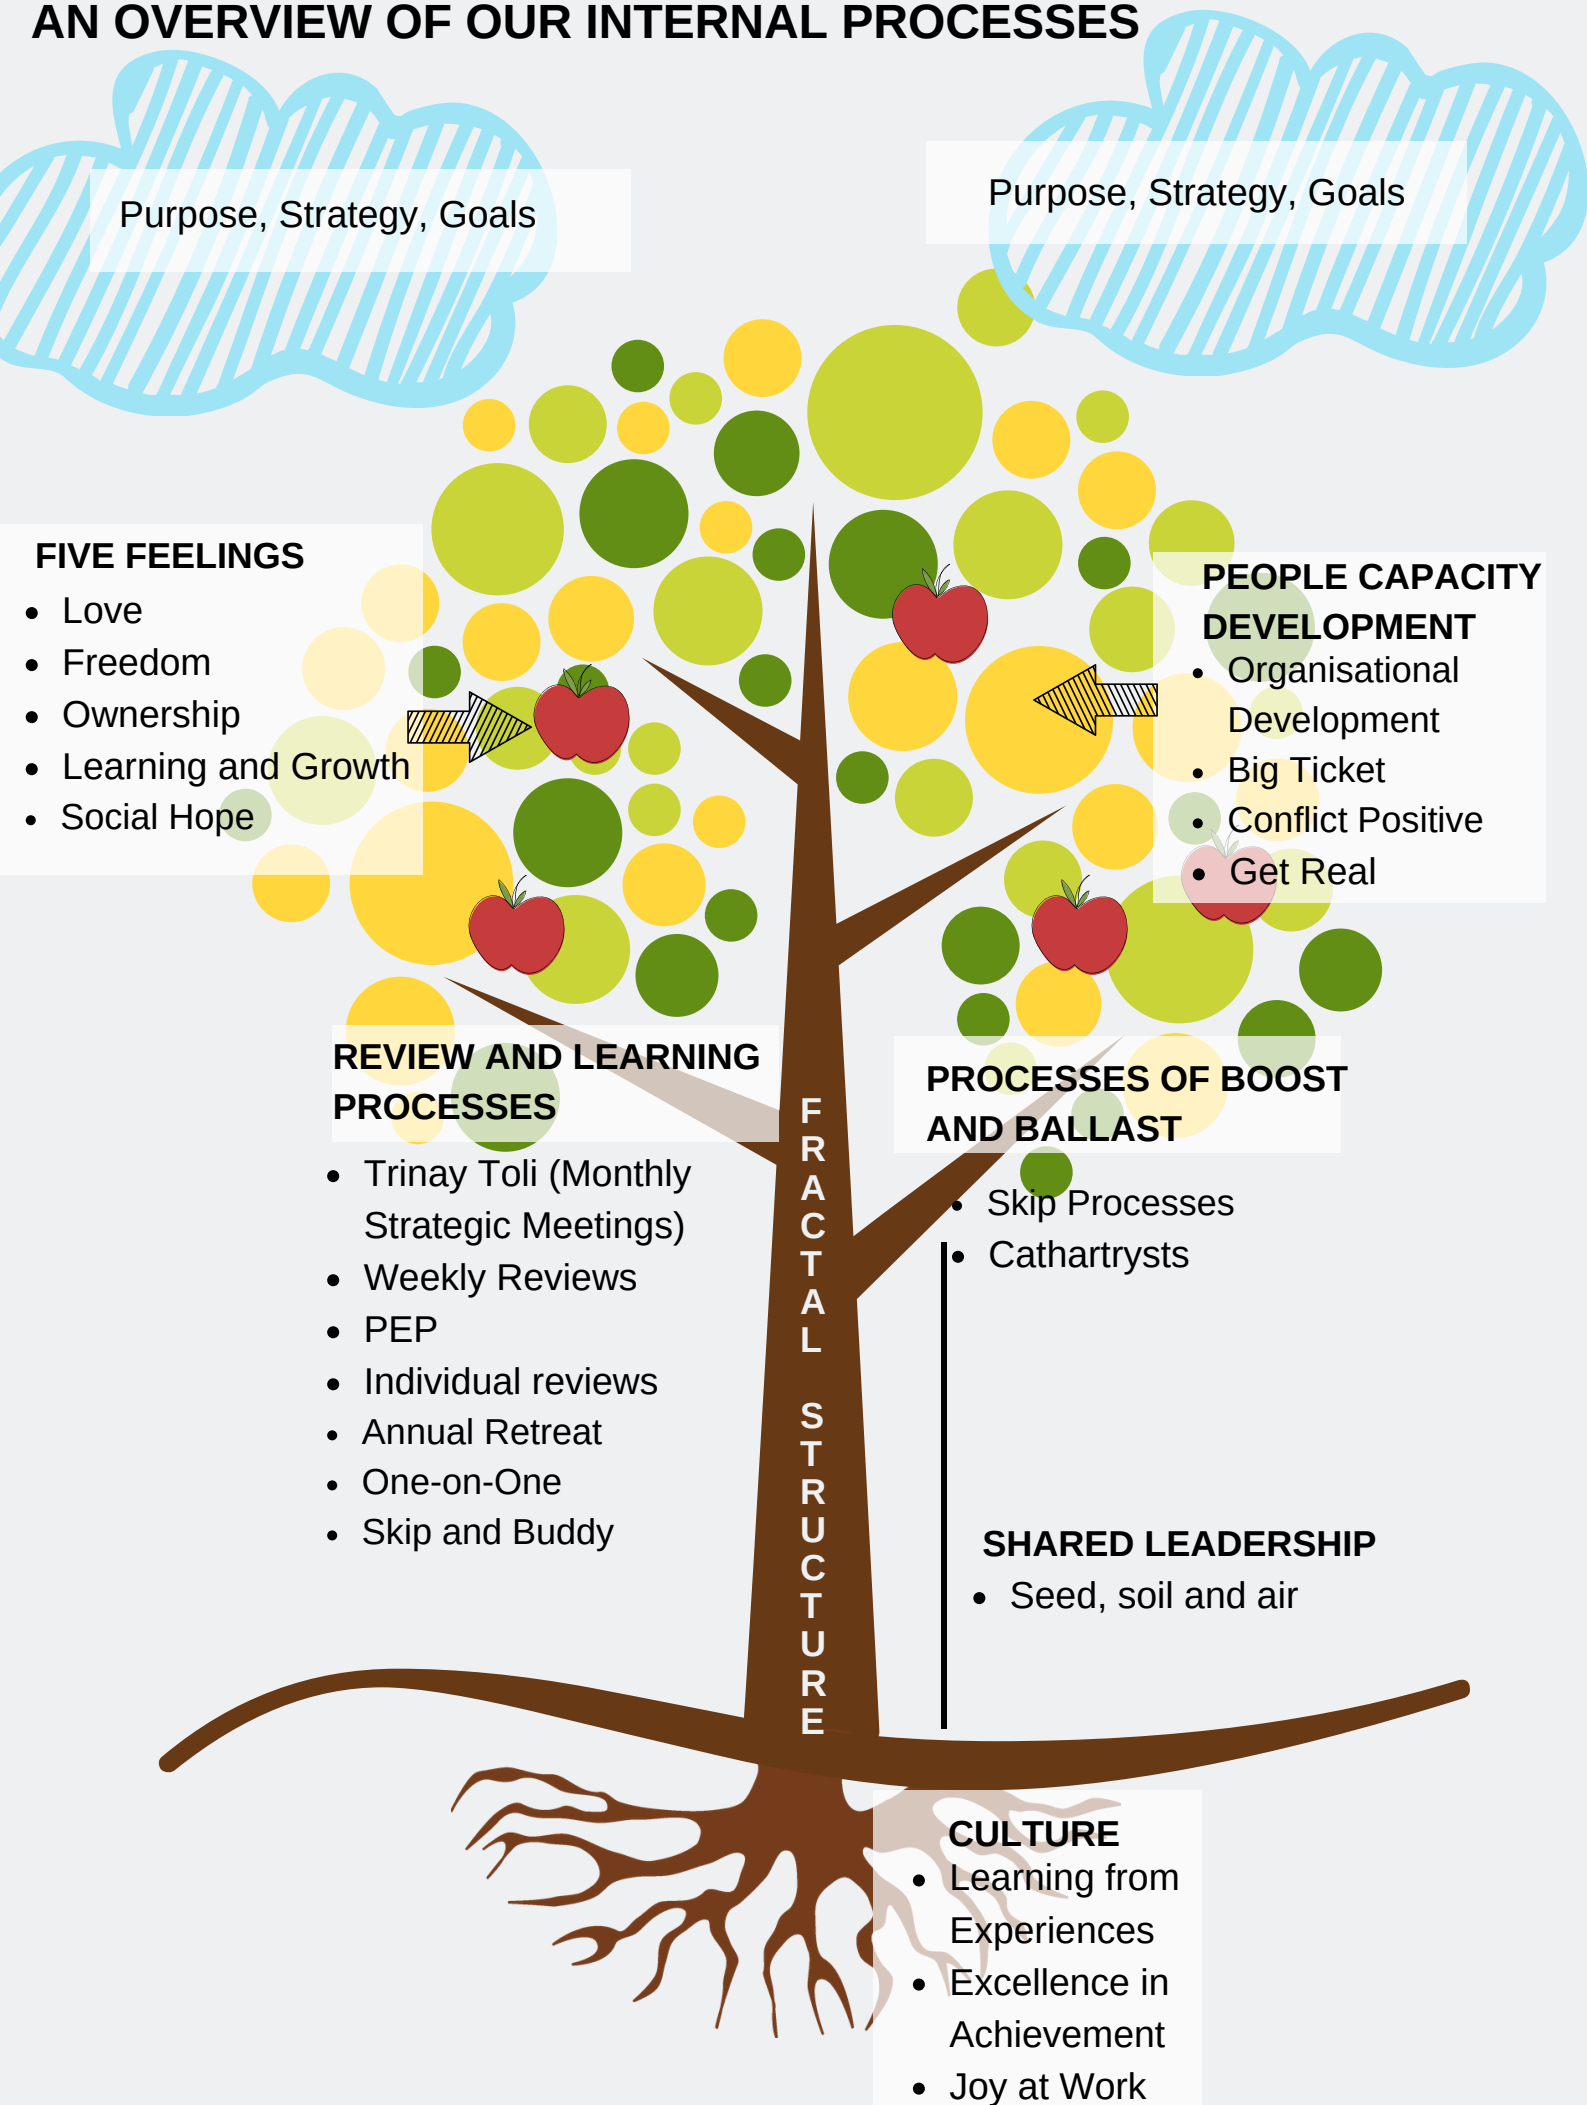 AN OVERVIEW OF OUR INTERNAL PROCESSES
Purpose, Strategy, Goals
Purpose, Strategy, Goals
FIVE FEELINGS
• Love
• Freedom
• Ownership
• Learning and Growth
• Social Hope
PEOPLE CAPACITY
DEVELOPMENT
• Organisational
Development
• Big Ticket
• Conflict Positive
• Get Real
REVIEW AND LEARNING
PROCESSES
• Trinay Toli (Monthly
Strategic Meetings)
• Weekly Reviews
• PEP
• Individual reviews
• Annual Retreat
• One-on-One
• Skip and Buddy
FRACTAL STRUCTURE
PROCESSES OF BOOST
AND BALLAST
• Skip Processes
• Cathartrysts
SHARED LEADERSHIP
• Seed, soil and air
CULTURE
• Learning from
Experiences
• Excellence in
Achievement
• Joy at Work